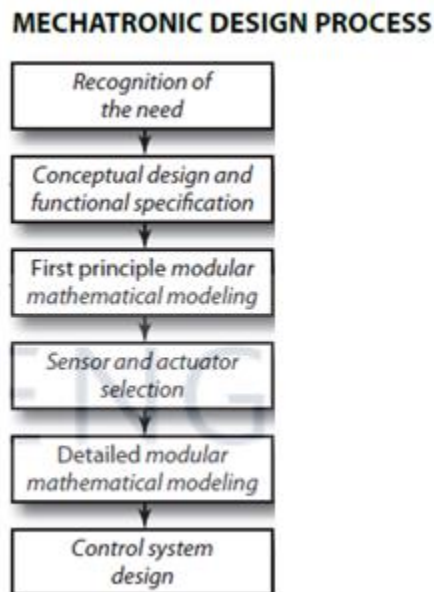 MECHATRONIC DESIGN PROCESS
Recognition of
the need
Conceptual design and
functional specification
First principle modular
mathematical modeling
Sensor and actuator
selection
Detailed modular
mathematical modeling
Control system
design
ENG